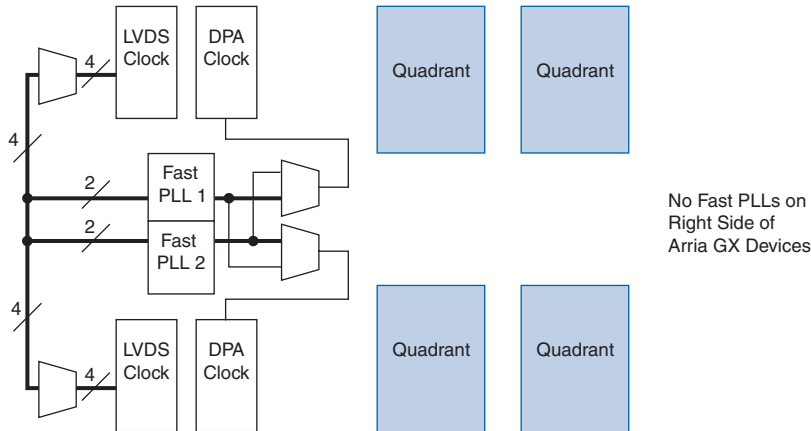 LVDS
Clock
DPA
Clock
Quadrant
Quadrant
4
4
2
Fast
PLL 1
No Fast PLLs on
Right Side of
Arria GX Devices
2
Fast
PLL 2
4
LVDS
Clock
DPA
Clock
Quadrant
Quadrant
4